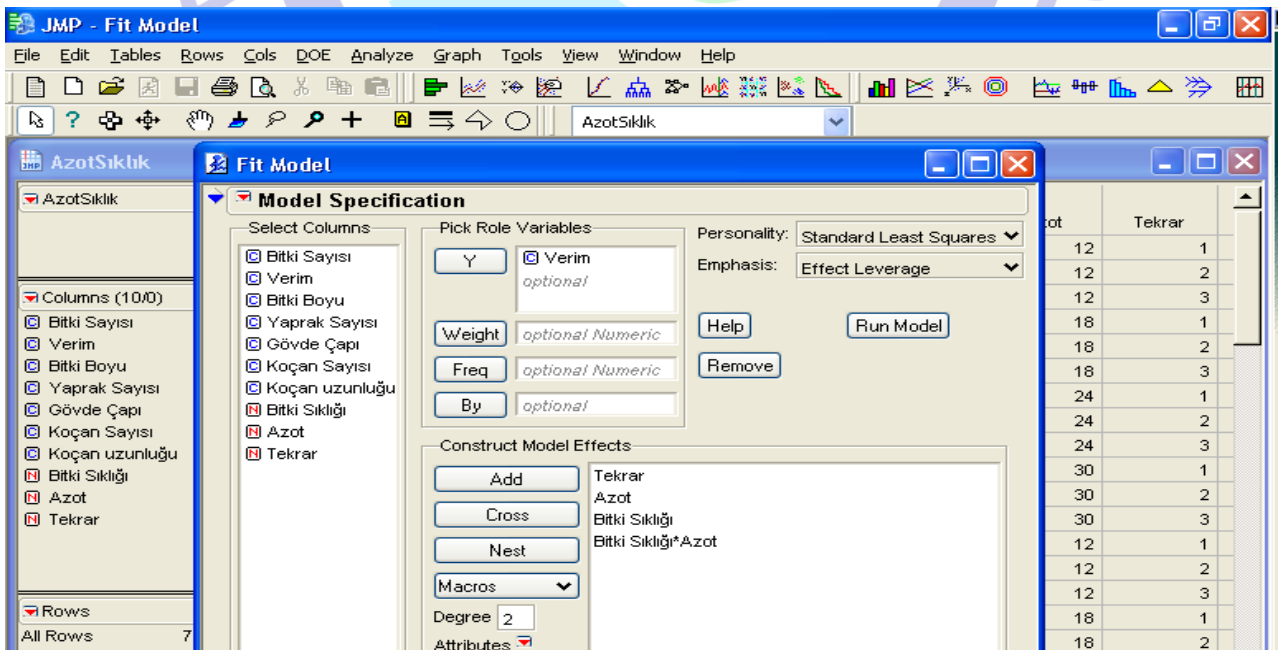 JMP - Fit Model
File Edit Tables Rows Cols DOE Analyze Graph Tools View Window Help
AzotSıklık
AzotSıklık
AzotSıklık
Columns (10/0)
Bitki Sayısı
Verim
Bitki Boyu
Yaprak Sayısı
Gövde Çapı
Koçan Sayısı
Koçan uzunluğu
Bitki Sıklığı
Azot
Tekrar
Rows
All Rows 7
Fit Model
Model Specification
Select Columns
Bitki Sayısı
Verim
Bitki Boyu
Yaprak Sayısı
Gövde Çapı
Koçan Sayısı
Koçan uzunluğu
Bitki Sıklığı
Azot
Tekrar
Pick Role Variables
Y Verim
optional
Weight optional Numeric
Freq optional Numeric
By optional
Personality: Standard Least Squares
Emphasis: Effect Leverage
Help Run Model
Remove
Construct Model Effects
Add
Cross
Nest
Macros
Degree 2
Attributes
Tekrar
Azot
Bitki Sıklığı
Bitki Sıklığı*Azot
zot Tekrar
12 1
12 2
12 3
18 1
18 2
18 3
24 1
24 2
24 3
30 1
30 2
30 3
12 1
12 2
12 3
18 1
18 2